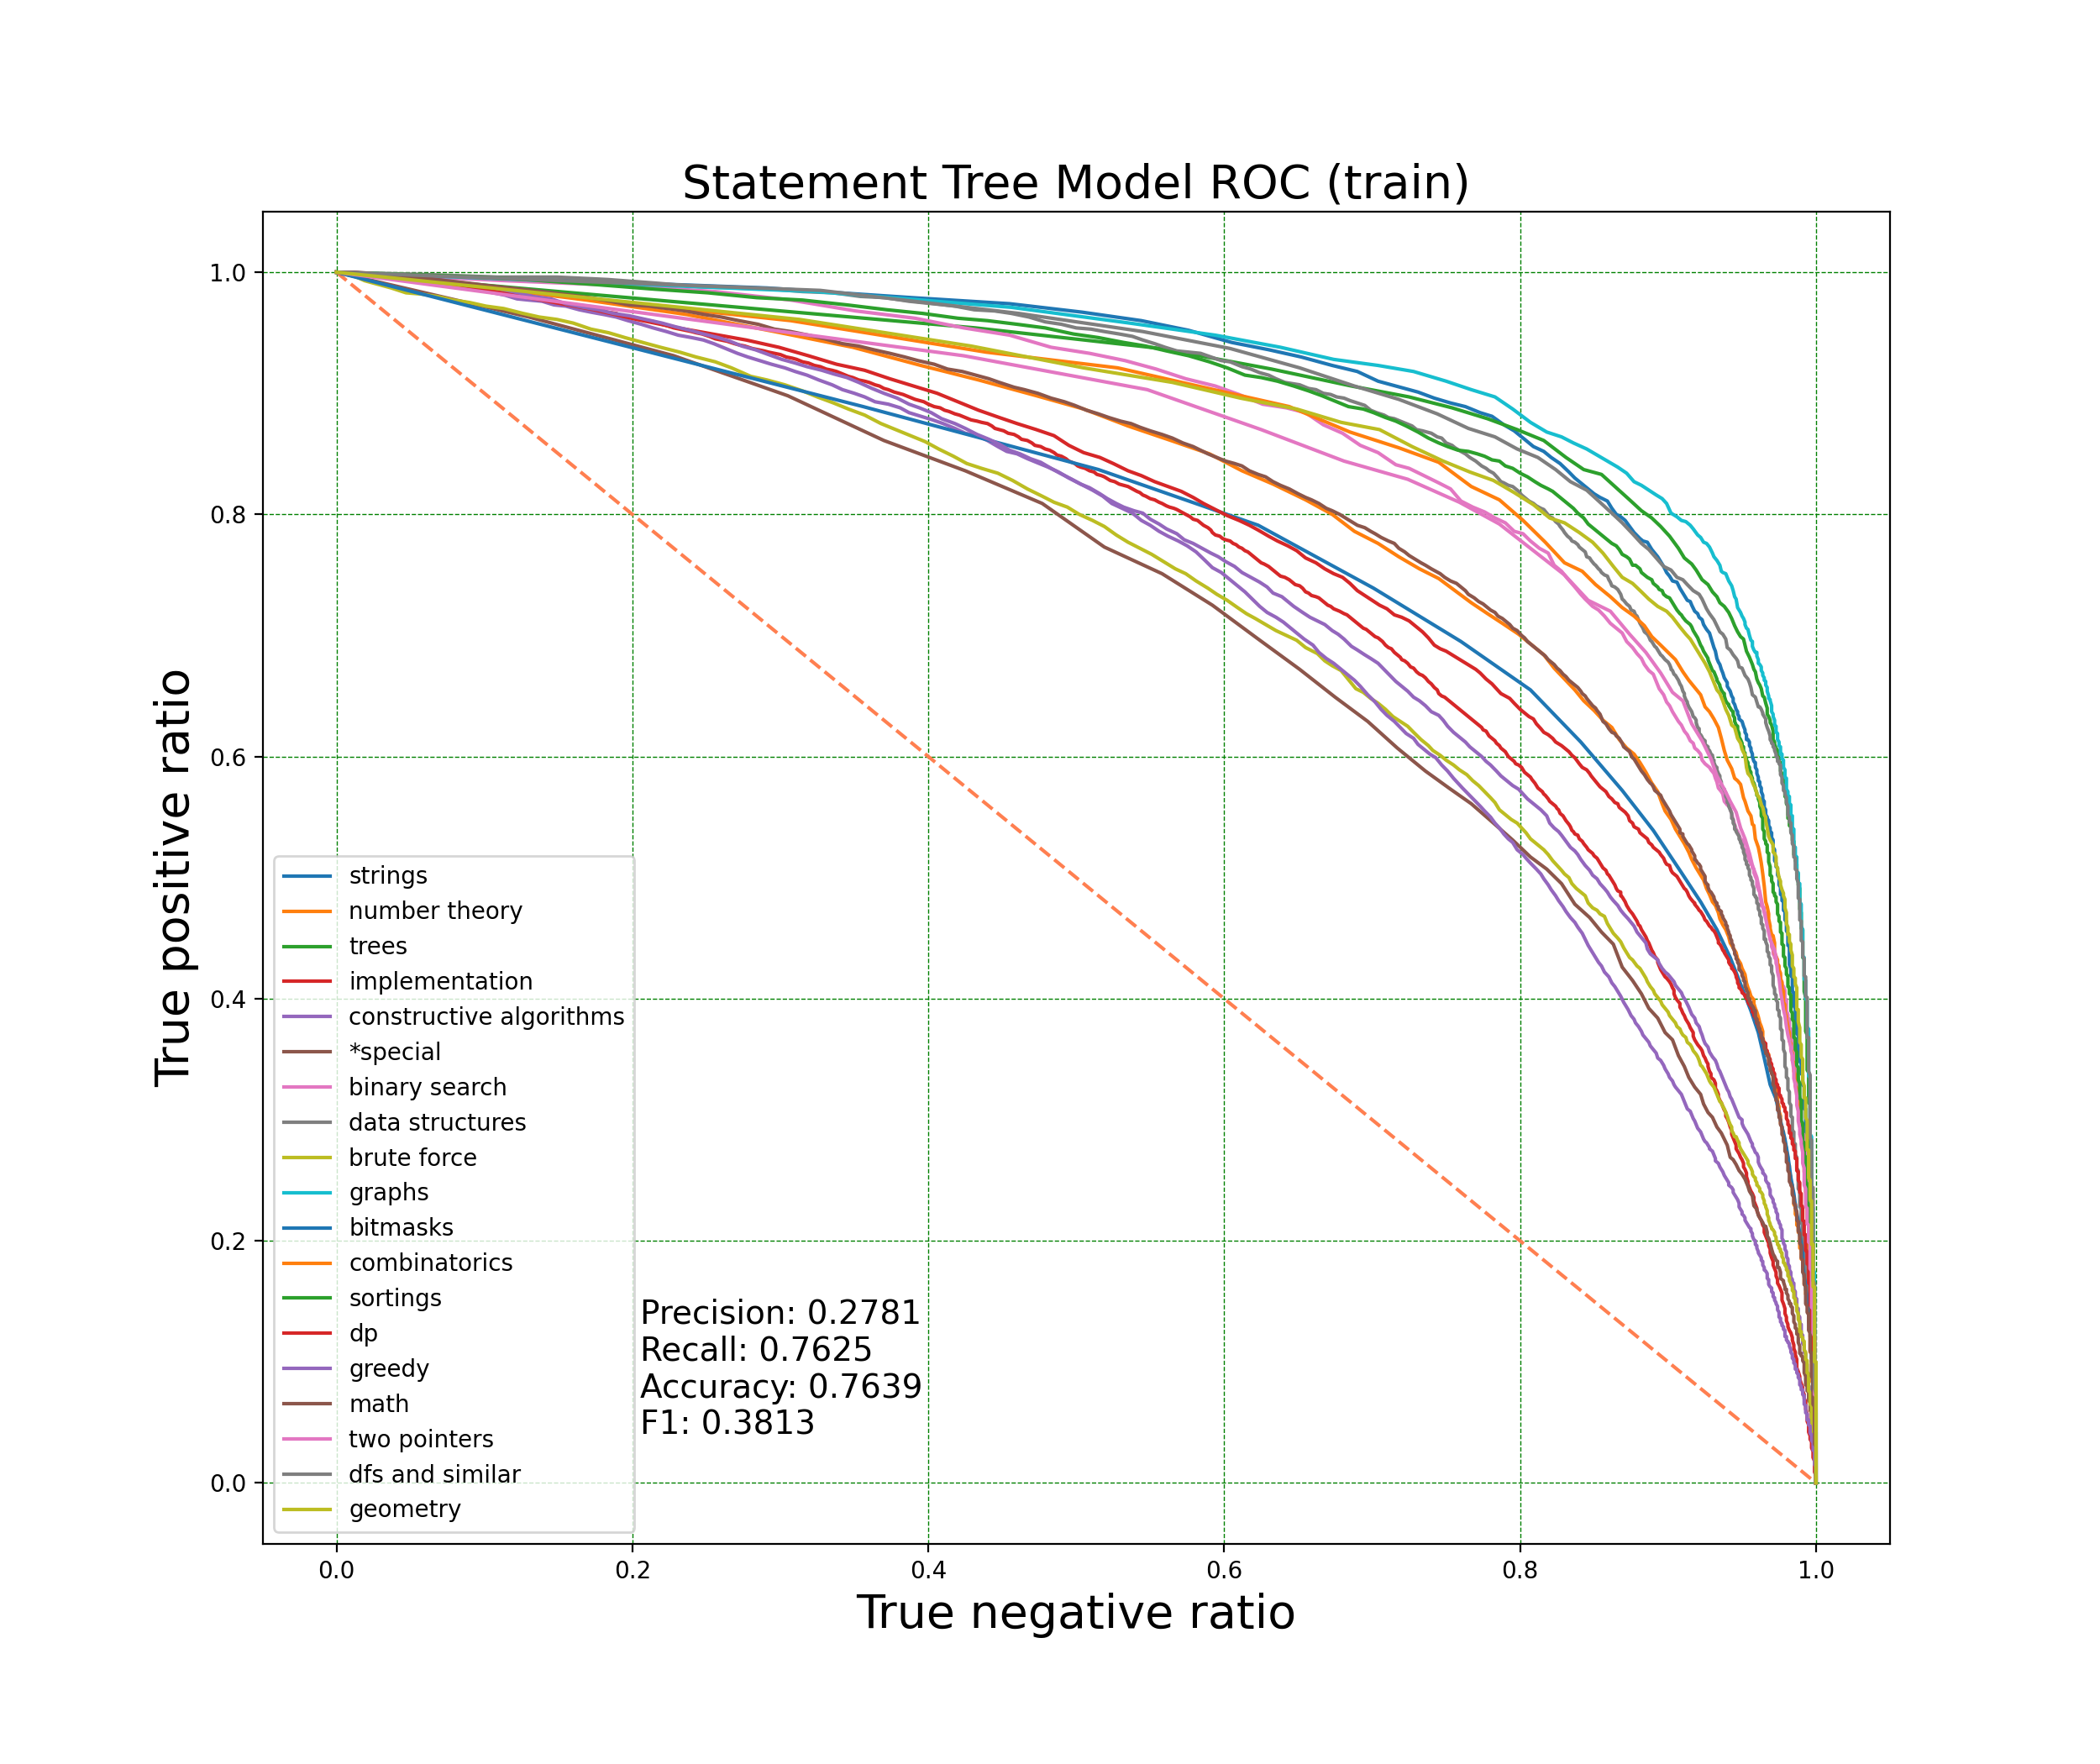 Statement Tree Model ROC (train)
True positive ratio
1.0
0.8
0.6
0.4
0.2
0.0
strings
number theory
trees
implementation
constructive algorithms
*special
binary search
data structures
brute force
graphs
bitmasks
combinatorics
sortings
dp
greedy
math
two pointers
dfs and similar
geometry
Precision: 0.2781
Recall: 0.7625
Accuracy: 0.7639
F1: 0.3813
0.0 0.2 0.4 0.6 0.8 1.0
True negative ratio